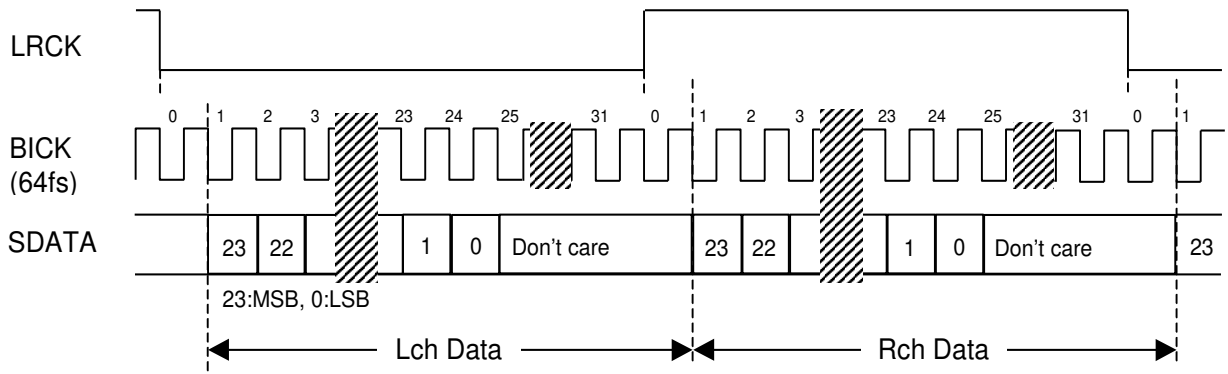 LRCK
0 1 2 3 23 24 25 31 0 1 2 3 23 24 25 31 0 1
BICK
(64fs)
SDATA 23 22 1 0 Don't care 23 22 1 0 Don't care 23
23:MSB, 0:LSB
Lch Data Rch Data